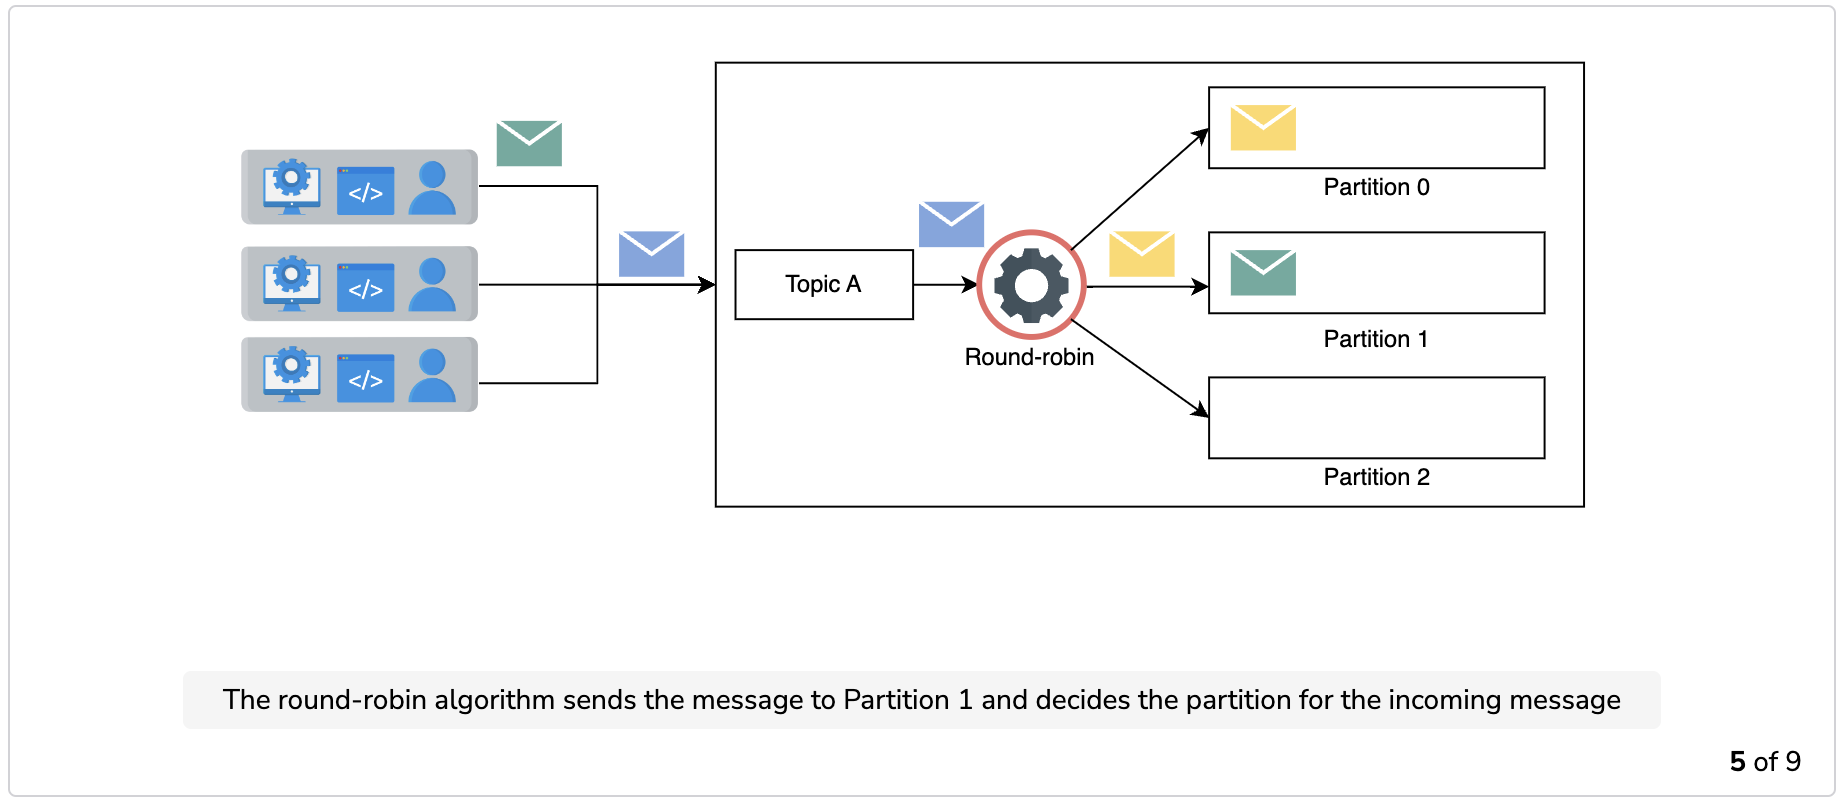 </>
</>
</>
Topic A
Round-robin
Partition 0
Partition 1
Partition 2
The round-robin algorithm sends the message to Partition 1 and decides the partition for the incoming message
5 of 9